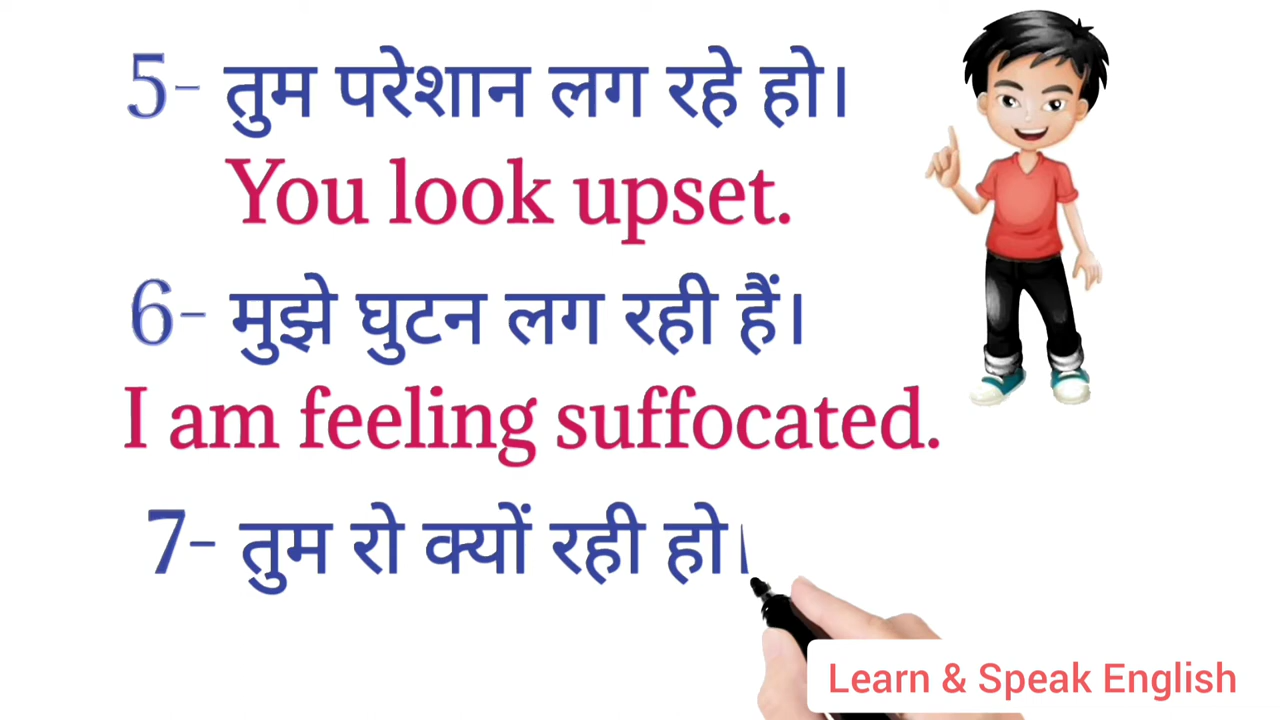 5- तुम परेशान लग रहे हो।
You look upset.
6- मुझे घुटन लग रही हैं।
I am feeling suffocated.
7- तुम रो क्यों रही हो।
Learn & Speak English